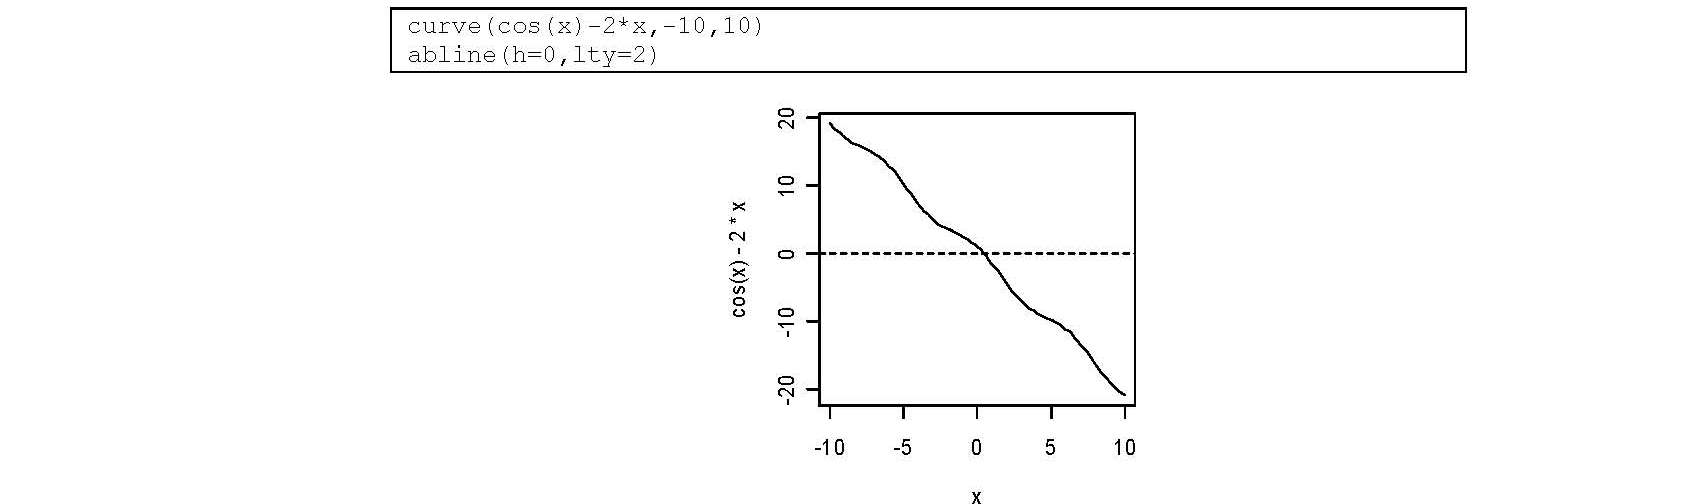 curve(cos(x)-2*x,-10,10)
abline(h=0,lty=2)
20
10
0
-10
-20
cos(x) - 2 * x
-10 -5 0 5 10
x